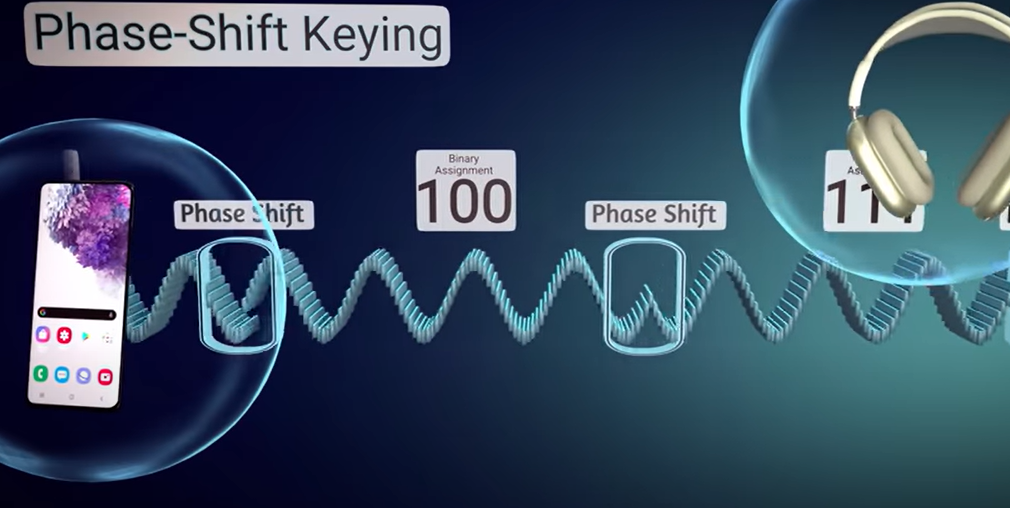 Phase-Shift Keying
Binary
Assignment
100
Phase Shift
Phase Shift